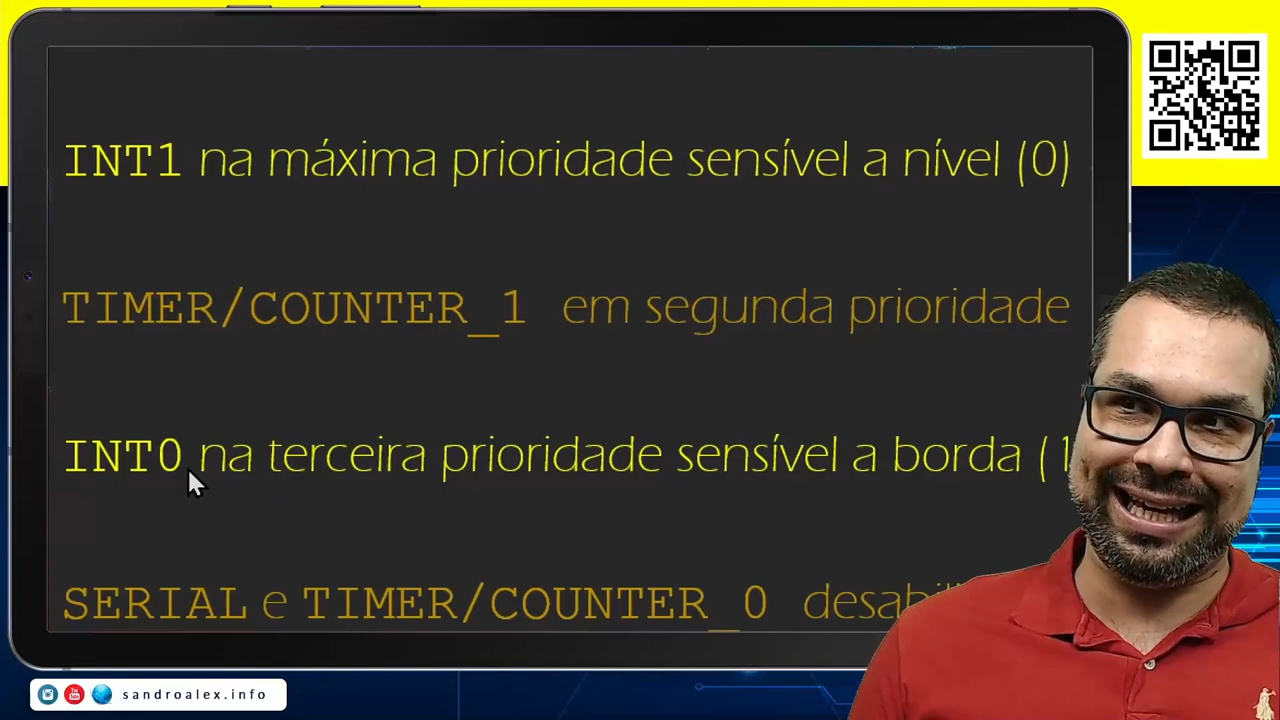 INT1 na máxima prioridade sensível a nível (0)
TIMER/COUNTER_1 em segunda prioridade
INT0 na terceira prioridade sensível a borda (1
SERIAL e TIMER/COUNTER_0
sandroalex.info